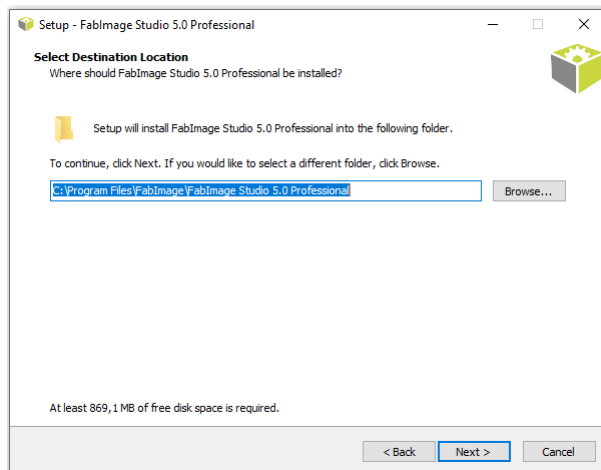 Setup - FabImage Studio 5.0 Professional
Select Destination Location
Where should FabImage Studio 5.0 Professional be installed?
Setup will install FabImage Studio 5.0 Professional into the following folder.
To continue, click Next. If you would like to select a different folder, click Browse.
C:\Program Files\FabImage\FabImage Studio 5.0 Professional
Browse...
At least 869,1 MB of free disk space is required.
< Back
Next >
Cancel